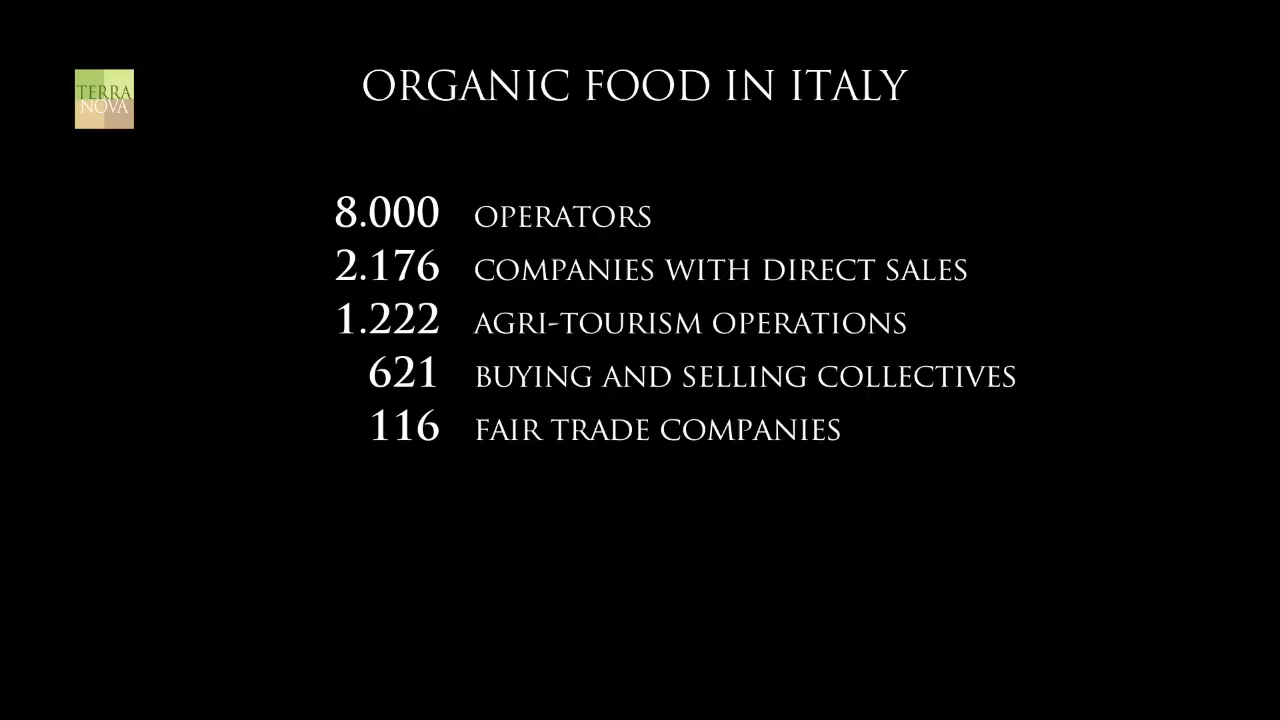 TERRA
NOVA
ORGANIC FOOD IN ITALY
8.000 OPERATORS
2.176 COMPANIES WITH DIRECT SALES
1.222 AGRI-TOURISM OPERATIONS
621 BUYING AND SELLING COLLECTIVES
116 FAIR TRADE COMPANIES